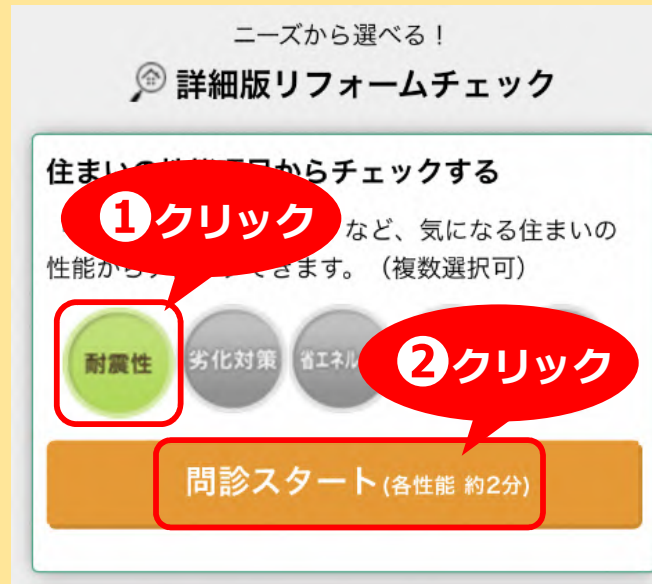 ニーズから選べる！
詳細版リフォームチェック
住まい からチェックする
❶クリック
など、気になる住まいの
性能から できます。（複数選択可）
耐震性
劣化対策
省エネル
❷クリック
問診スタート(各性能 約2分)